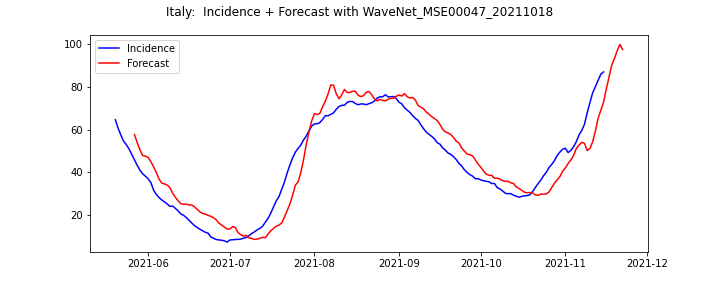 Italy:  Incidence + Forecast with WaveNet_MSE00047_20211018
Incidence
Forecast
100
80
60
40
20
2021-06 2021-07 2021-08 2021-09 2021-10 2021-11 2021-12